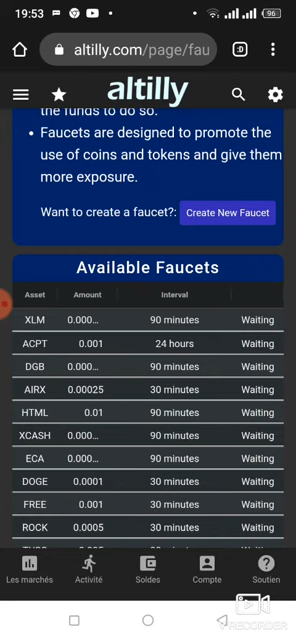 19:53
96
altilly.com/page/fau
:D
altilly
the funds to do so.
Faucets are designed to promote the
use of coins and tokens and give them
more exposure.
Want to create a faucet?: Create New Faucet
Available Faucets
Asset Amount Interval
XLM 0.000... 90 minutes Waiting
ACPT 0.001 24 hours Waiting
DGB 0.000... 90 minutes Waiting
AIRX 0.00025 30 minutes Waiting
HTML 0.01 90 minutes Waiting
XCASH 0.000... 90 minutes Waiting
ECA 0.000... 90 minutes Waiting
DOGE 0.0001 30 minutes Waiting
FREE 0.001 30 minutes Waiting
ROCK 0.0005 30 minutes Waiting
Les marchés Activité Soldes Compte Soutien
RECORDER